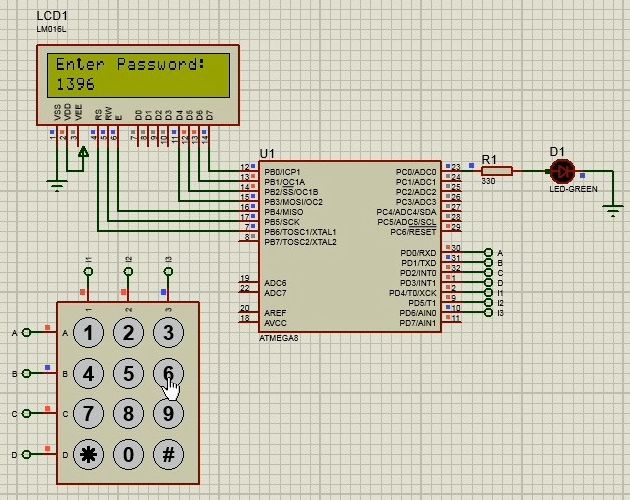 LCD1
LM016L
Enter Password:
1396
VSS VDD VEE RS RW E D0 D1 D2 D3 D4 D5 D6 D7
1 2 3 4 5 6 7 8 9 10 11 12 13 14
U1
12 PB0/ICP1 PC0/ADC0 23
13 PB1/OC1A PC1/ADC1 24
14 PB2/SS/OC1B PC2/ADC2 25
15 PB3/MOSI/OC2 PC3/ADC3 26
16 PB4/MISO PC4/ADC4/SDA 27
17 PB5/SCK PC5/ADC5/SCL 28
7 PB6/TOSC1/XTAL1 PC6/RESET 29
8 PB7/TOSC2/XTAL2
PD0/RXD 30 A
PD1/TXD 31 B
PD2/INT0 32 C
PD3/INT1 1 D
19 ADC6 PD4/T0/XCK 2 I1
22 ADC7 PD5/T1 9 I2
20 AREF PD6/AIN0 10 I3
18 AVCC PD7/AIN1 11
ATMEGA8
R1
330
D1
LED-GREEN
I1 I2 I3
1 2 3
A A 1 2 3
B B 4 5 6
C C 7 8 9
D D * 0 #